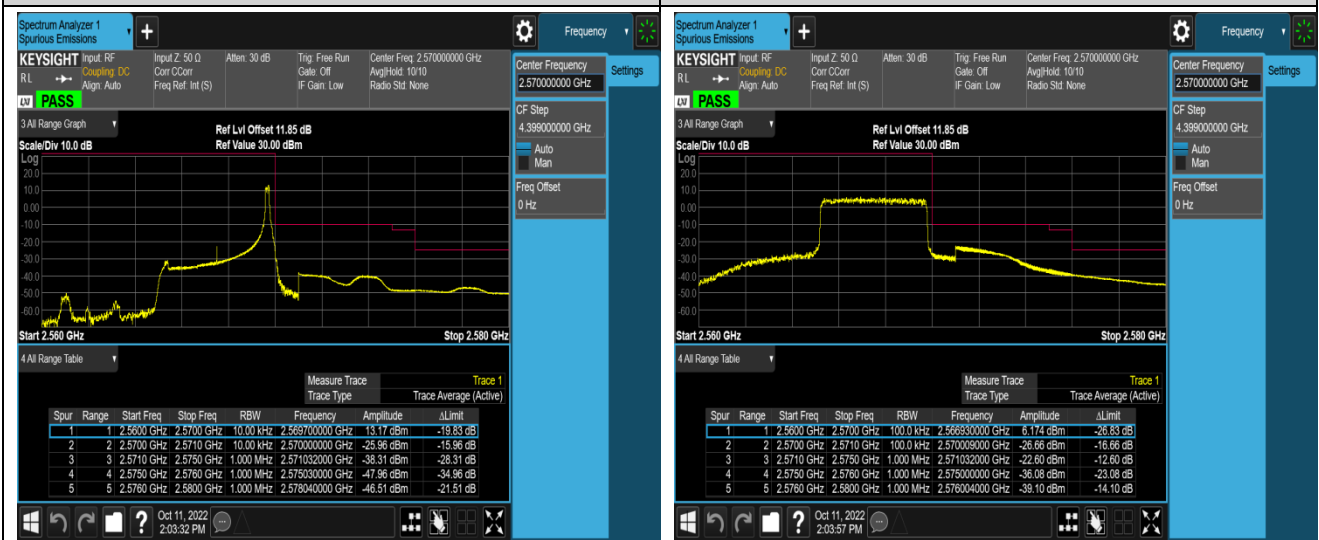 Spectrum Analyzer 1
Spurious Emissions
Frequency
KEYSIGHT Input: RF Input Z: 50 Ω Atten: 30 dB Trig: Free Run Center Freq: 2.570000000 GHz
RL Coupling: DC Corr CCorr Gate: Off Avg|Hold: 10/10
Align: Auto Freq Ref: Int (S) IF Gain: Low Radio Std: None
LXI PASS
Center Frequency
2.570000000 GHz
Settings
CF Step
4.399000000 GHz
Auto
Man
Freq Offset
0 Hz
3 All Range Graph
Ref Lvl Offset 11.85 dB
Scale/Div 10.0 dB Ref Value 30.00 dBm
Log
20.0
10.0
0.00
-10.0
-20.0
-30.0
-40.0
-50.0
-60.0
Start 2.560 GHz Stop 2.580 GHz
4 All Range Table
Measure Trace Trace 1
Trace Type Trace Average (Active)
Spur Range Start Freq Stop Freq RBW Frequency Amplitude ΔLimit
1 1 2.5600 GHz 2.5700 GHz 10.00 kHz 2.569700000 GHz 13.17 dBm -19.83 dB
2 2 2.5700 GHz 2.5710 GHz 10.00 kHz 2.570000000 GHz -25.96 dBm -15.96 dB
3 3 2.5710 GHz 2.5750 GHz 1.000 MHz 2.571032000 GHz -38.31 dBm -28.31 dB
4 4 2.5750 GHz 2.5760 GHz 1.000 MHz 2.575030000 GHz -47.96 dBm -34.96 dB
5 5 2.5760 GHz 2.5800 GHz 1.000 MHz 2.578040000 GHz -46.51 dBm -21.51 dB
Oct 11, 2022
2:03:32 PM
Spectrum Analyzer 1
Spurious Emissions
Frequency
KEYSIGHT Input: RF Input Z: 50 Ω Atten: 30 dB Trig: Free Run Center Freq: 2.570000000 GHz
RL Coupling: DC Corr CCorr Gate: Off Avg|Hold: 10/10
Align: Auto Freq Ref: Int (S) IF Gain: Low Radio Std: None
LXI PASS
Center Frequency
2.570000000 GHz
Settings
CF Step
4.399000000 GHz
Auto
Man
Freq Offset
0 Hz
3 All Range Graph
Ref Lvl Offset 11.85 dB
Scale/Div 10.0 dB Ref Value 30.00 dBm
Log
20.0
10.0
0.00
-10.0
-20.0
-30.0
-40.0
-50.0
-60.0
Start 2.560 GHz Stop 2.580 GHz
4 All Range Table
Measure Trace Trace 1
Trace Type Trace Average (Active)
Spur Range Start Freq Stop Freq RBW Frequency Amplitude ΔLimit
1 1 2.5600 GHz 2.5700 GHz 100.0 kHz 2.566930000 GHz 6.174 dBm -26.83 dB
2 2 2.5700 GHz 2.5710 GHz 100.0 kHz 2.570009000 GHz -26.66 dBm -16.66 dB
3 3 2.5710 GHz 2.5750 GHz 1.000 MHz 2.571032000 GHz -22.60 dBm -12.60 dB
4 4 2.5750 GHz 2.5760 GHz 1.000 MHz 2.575000000 GHz -36.08 dBm -23.08 dB
5 5 2.5760 GHz 2.5800 GHz 1.000 MHz 2.576004000 GHz -39.10 dBm -14.10 dB
Oct 11, 2022
2:03:57 PM